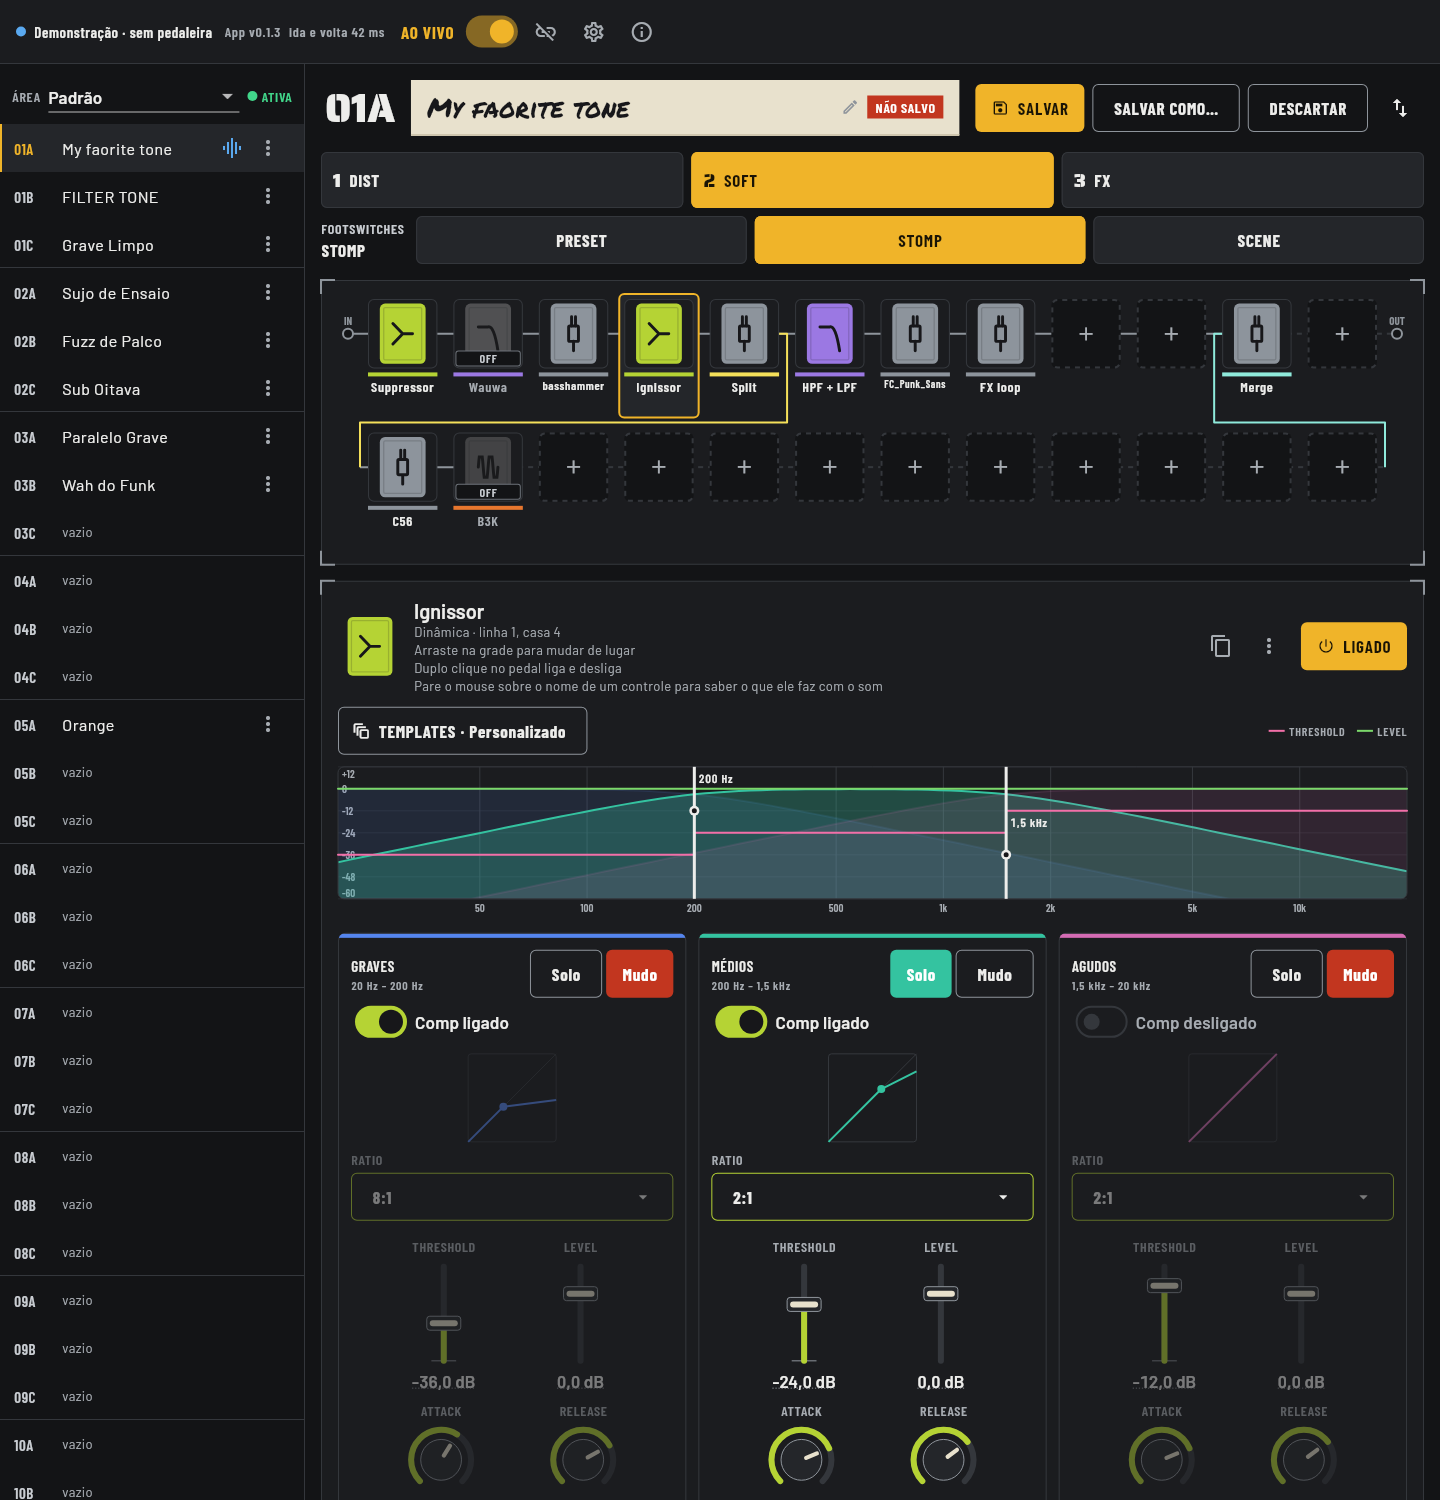 Demonstração · sem pedaleira App v0.1.3 Ida e volta 42 ms AO VIVO
ÁREA Padrão ATIVA
01A My faorite tone
01B FILTER TONE
01C Grave Limpo
02A Sujo de Ensaio
02B Fuzz de Palco
02C Sub Oitava
03A Paralelo Grave
03B Wah do Funk
03C vazio
04A vazio
04B vazio
04C vazio
05A Orange
05B vazio
05C vazio
06A vazio
06B vazio
06C vazio
07A vazio
07B vazio
07C vazio
08A vazio
08B vazio
08C vazio
09A vazio
09B vazio
09C vazio
10A vazio
10B vazio
01A My faorite tone NÃO SALVO SALVAR SALVAR COMO... DESCARTAR
1 DIST 2 SOFT 3 FX
FOOTSWITCHES
STOMP PRESET STOMP SCENE
IN OUT
OFF
Suppressor Wauwa basshammer Ignissor Split HPF + LPF FC_Punk_Sans FX loop Merge
OFF
C56 B3K
Ignissor
Dinâmica · linha 1, casa 4
Arraste na grade para mudar de lugar
Duplo clique no pedal liga e desliga
Pare o mouse sobre o nome de um controle para saber o que ele faz com o som
LIGADO
TEMPLATES · Personalizado THRESHOLD LEVEL
+12
0
-12
-24
-36
-48
-60
200 Hz
1,5 kHz
50 100 200 500 1k 2k 5k 10k
GRAVES
20 Hz – 200 Hz
Solo Mudo
Comp ligado
RATIO
8:1
THRESHOLD LEVEL
-36,0 dB 0,0 dB
ATTACK RELEASE
MÉDIOS
200 Hz – 1,5 kHz
Solo Mudo
Comp ligado
RATIO
2:1
THRESHOLD LEVEL
-24,0 dB 0,0 dB
ATTACK RELEASE
AGUDOS
1,5 kHz – 20 kHz
Solo Mudo
Comp desligado
RATIO
2:1
THRESHOLD LEVEL
-12,0 dB 0,0 dB
ATTACK RELEASE